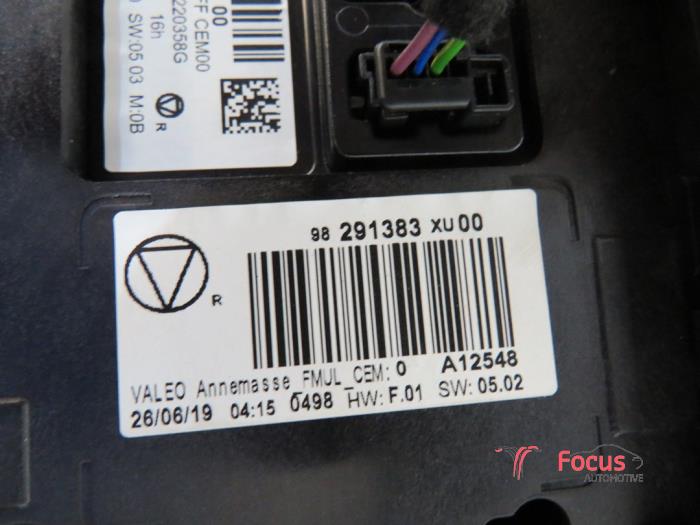 00
FF CEM00
220358G
16h
SW:05 03 M:0B
R
98 291383 XU 00
R
VALEO Annemasse FMUL_CEM: 0 A12548
26/06/19 04:15 0498 HW: F.01 SW: 05.02
Focus
AUTOMOTIVE